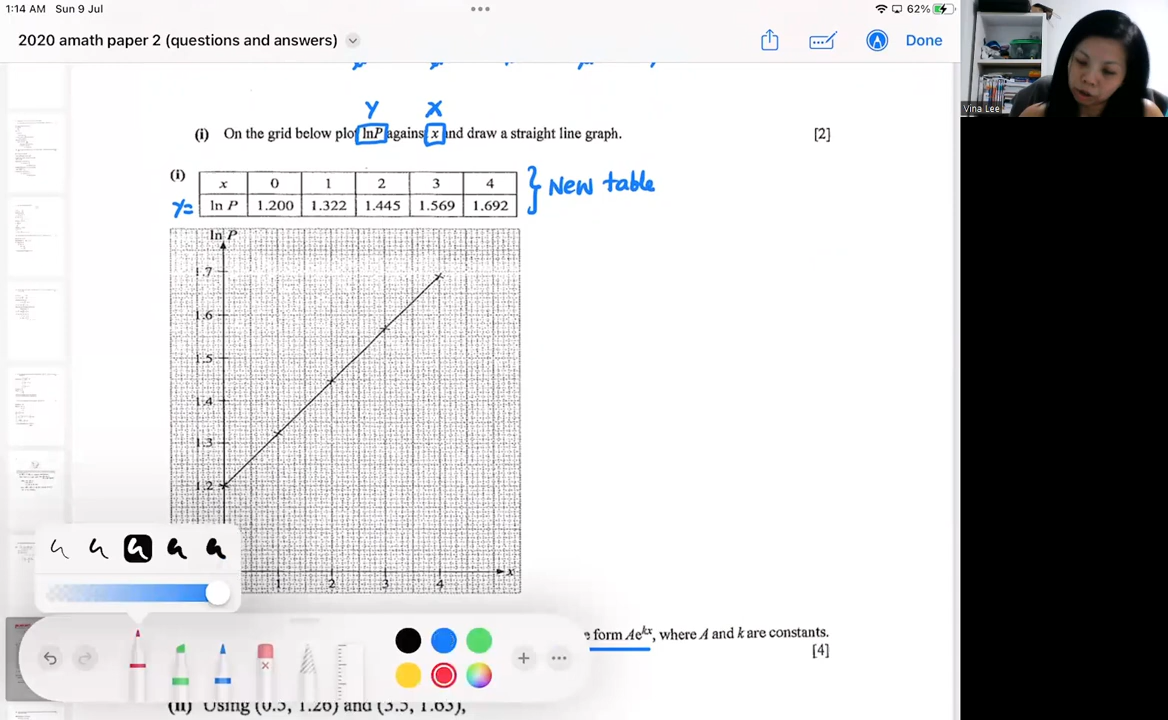 1:14 AM Sun 9 Jul
62%
2020 amath paper 2 (questions and answers)
Done
Vina Lee
Y X
(i) On the grid below plot lnP against x and draw a straight line graph. [2]
(i) x 0 1 2 3 4
Y= ln P 1.200 1.322 1.445 1.569 1.692
New table
ln P
1.7
1.6
1.5
1.4
1.3
1.2
1 2 3 4 x
form Ae^kx, where A and k are constants.
[4]
(ii) Using (0.5, 1.26) and (3.5, 1.63),